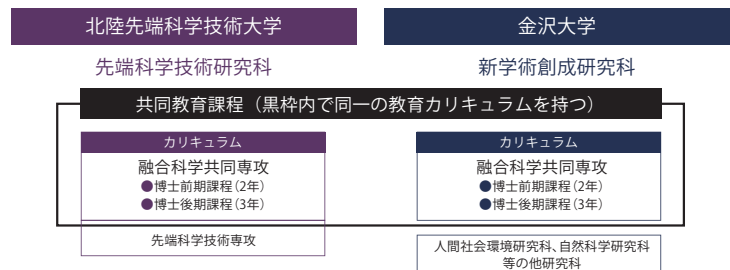 北陸先端科学技術大学
金沢大学
先端科学技術研究科
新学術創成研究科
共同教育課程（黒枠内で同一の教育カリキュラムを持つ）
カリキュラム
融合科学共同専攻
●博士前期課程（2年）
●博士後期課程（3年）
先端科学技術専攻
カリキュラム
融合科学共同専攻
●博士前期課程（2年）
●博士後期課程（3年）
人間社会環境研究科、自然科学研究科
等の他研究科